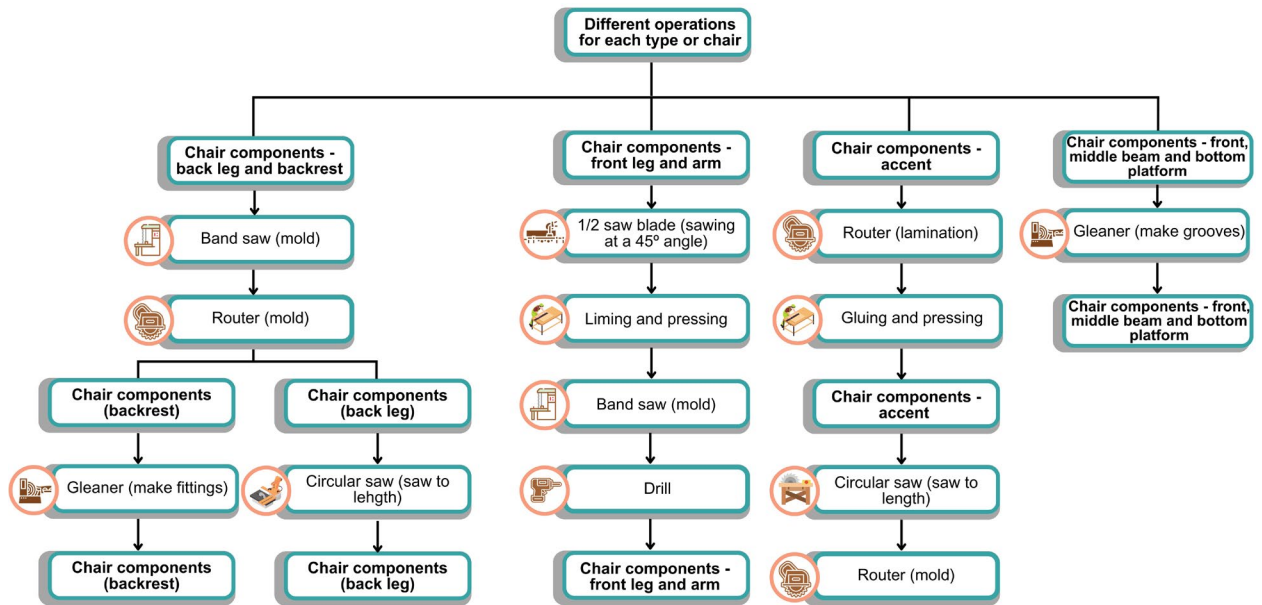 Different operations
for each type or chair
Chair components -
back leg and backrest
Chair components -
front leg and arm
Chair components -
accent
Chair components - front,
middle beam and bottom
platform
Band saw (mold)
1/2 saw blade (sawing
at a 45º angle)
Router (lamination)
Gleaner (make grooves)
Router (mold)
Liming and pressing
Gluing and pressing
Chair components - front,
middle beam and bottom
platform
Chair components
(backrest)
Chair components
(back leg)
Band saw (mold)
Chair components -
accent
Gleaner (make fittings)
Circular saw (saw to
lehgth)
Drill
Circular saw (saw to
length)
Chair components
(backrest)
Chair components
(back leg)
Chair components -
front leg and arm
Router (mold)